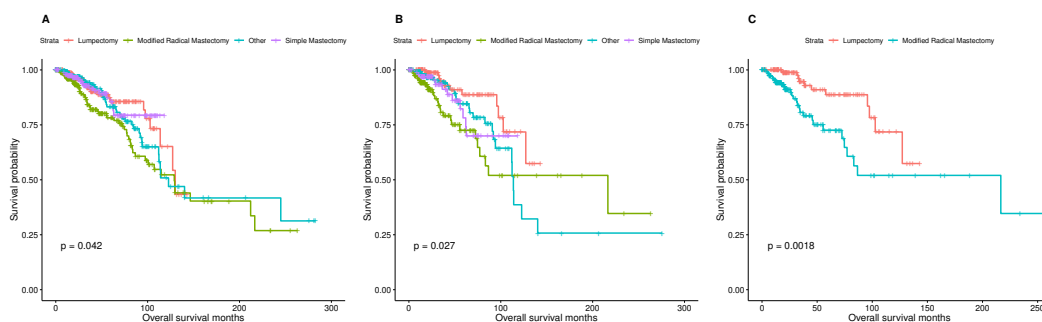 A
Strata Lumpectomy Modified Radical Mastectomy Other Simple Mastectomy
1.00
0.75
0.50
0.25
0.00
Survival probability
p = 0.042
0 100 200 300
Overall survival months
B
Strata Lumpectomy Modified Radical Mastectomy Other Simple Mastectomy
1.00
0.75
0.50
0.25
0.00
Survival probability
p = 0.027
0 100 200 300
Overall survival months
C
Strata Lumpectomy Modified Radical Mastectomy
1.00
0.75
0.50
0.25
0.00
Survival probability
p = 0.0018
0 50 100 150 200 250
Overall survival months